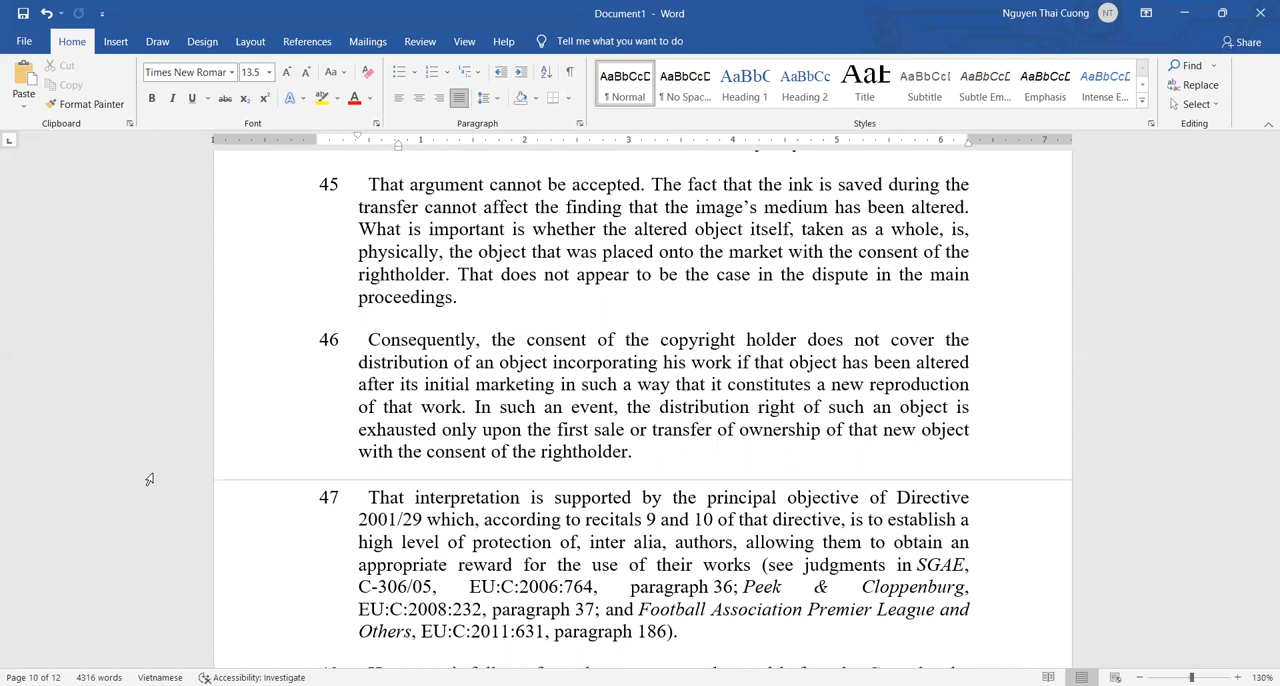 Document1 - Word
Nguyen Thai Cuong NT
File Home Insert Draw Design Layout References Mailings Review View Help Tell me what you want to do Share
Paste
Cut
Copy
Format Painter
Clipboard
Times New Roman 13.5
Font
Paragraph
AaBbCcD ¶ Normal
AaBbCcD ¶ No Spac...
AaBbC Heading 1
AaBbCc Heading 2
AaB Title
AaBbCcI Subtitle
AaBbCcL Subtle Em...
AaBbCcL Emphasis
AaBbCcL Intense E...
Styles
Find
Replace
Select
Editing
45 That argument cannot be accepted. The fact that the ink is saved during the
transfer cannot affect the finding that the image’s medium has been altered.
What is important is whether the altered object itself, taken as a whole, is,
physically, the object that was placed onto the market with the consent of the
rightholder. That does not appear to be the case in the dispute in the main
proceedings.
46 Consequently, the consent of the copyright holder does not cover the
distribution of an object incorporating his work if that object has been altered
after its initial marketing in such a way that it constitutes a new reproduction
of that work. In such an event, the distribution right of such an object is
exhausted only upon the first sale or transfer of ownership of that new object
with the consent of the rightholder.
47 That interpretation is supported by the principal objective of Directive
2001/29 which, according to recitals 9 and 10 of that directive, is to establish a
high level of protection of, inter alia, authors, allowing them to obtain an
appropriate reward for the use of their works (see judgments in SGAE,
C-306/05, EU:C:2006:764, paragraph 36; Peek & Cloppenburg,
EU:C:2008:232, paragraph 37; and Football Association Premier League and
Others, EU:C:2011:631, paragraph 186).
Page 10 of 12 4316 words Vietnamese Accessibility: Investigate 130%